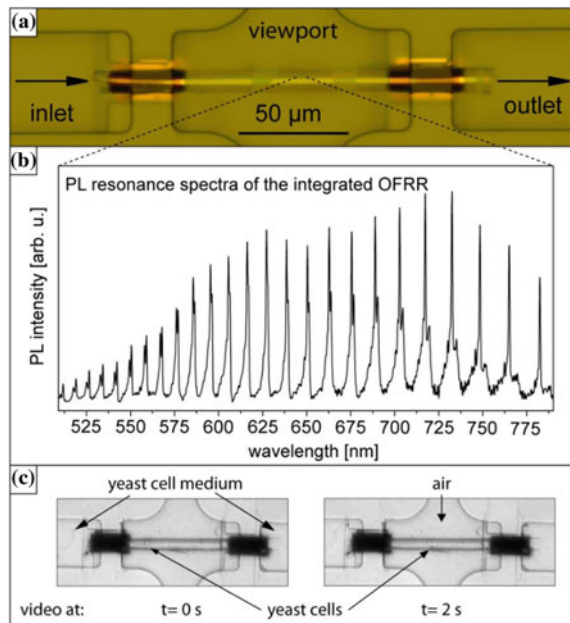 (a)
viewport
inlet
outlet
50 μm
(b)
PL resonance spectra of the integrated OFRR
PL intensity [arb. u.]
525 550 575 600 625 650 675 700 725 750 775
wavelength [nm]
(c)
yeast cell medium
air
yeast cells
video at: t= 0 s t= 2 s